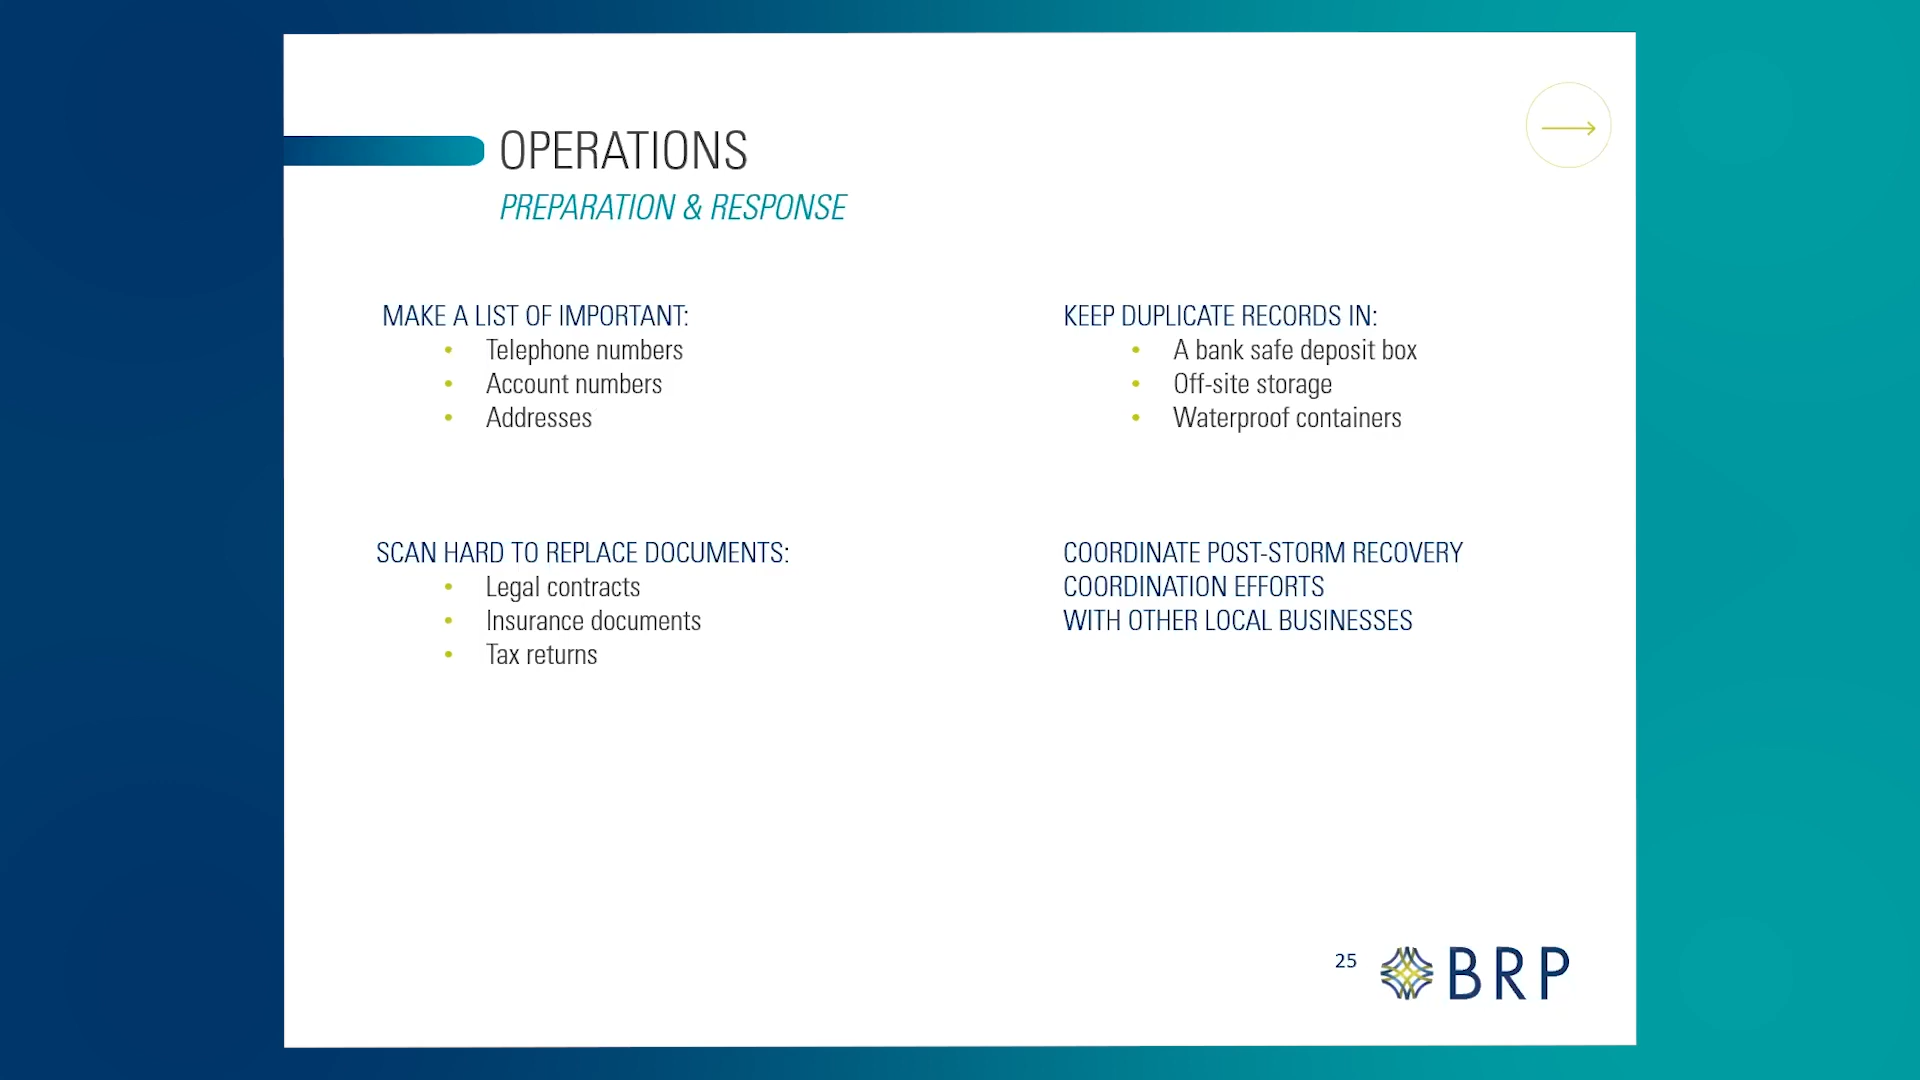 OPERATIONS
PREPARATION & RESPONSE
MAKE A LIST OF IMPORTANT:
• Telephone numbers
• Account numbers
• Addresses
KEEP DUPLICATE RECORDS IN:
• A bank safe deposit box
• Off-site storage
• Waterproof containers
SCAN HARD TO REPLACE DOCUMENTS:
• Legal contracts
• Insurance documents
• Tax returns
COORDINATE POST-STORM RECOVERY
COORDINATION EFFORTS
WITH OTHER LOCAL BUSINESSES
25
BRP